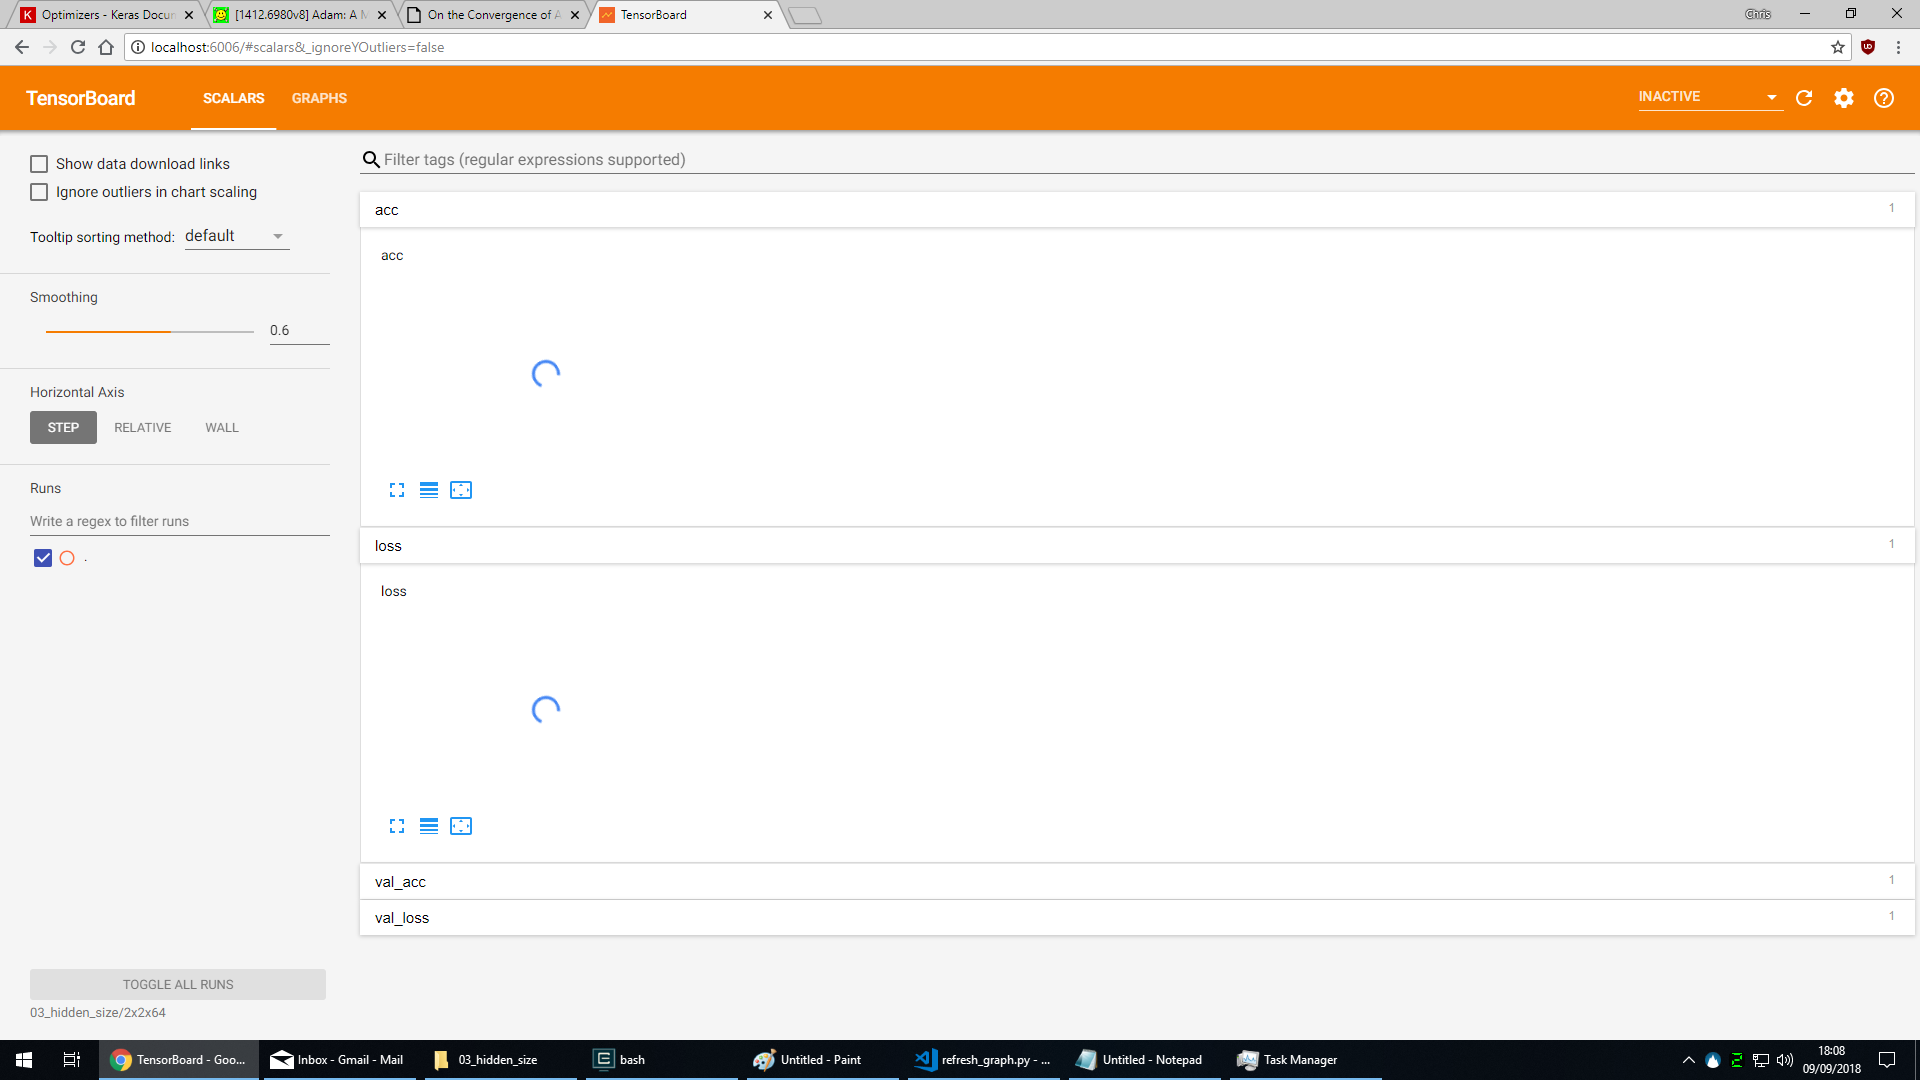 Optimizers - Keras Docum
[1412.6980v8] Adam: A M
On the Convergence of A
TensorBoard
Chris
localhost:6006/#scalars&_ignoreYOutliers=false
TensorBoard
SCALARS
GRAPHS
INACTIVE
Show data download links
Ignore outliers in chart scaling
Tooltip sorting method: default
Smoothing
0.6
Horizontal Axis
STEP
RELATIVE
WALL
Runs
Write a regex to filter runs
.
TOGGLE ALL RUNS
03_hidden_size/2x2x64
Filter tags (regular expressions supported)
acc
1
acc
loss
1
loss
val_acc
1
val_loss
1
TensorBoard - Goo...
Inbox - Gmail - Mail
03_hidden_size
bash
Untitled - Paint
refresh_graph.py - ...
Untitled - Notepad
Task Manager
18:08
09/09/2018